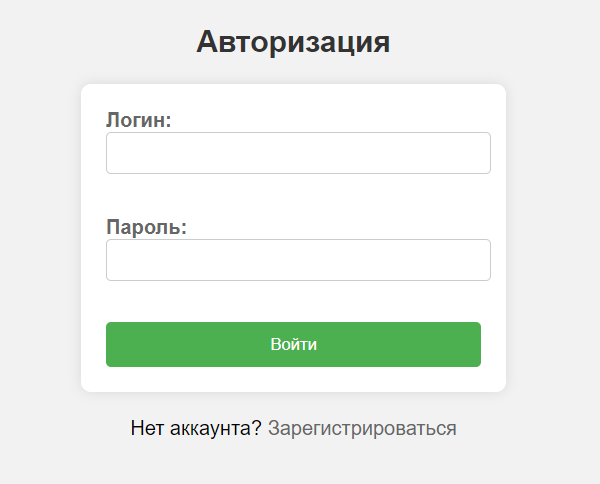 Авторизация
Логин:
Пароль:
Войти
Нет аккаунта? Зарегистрироваться